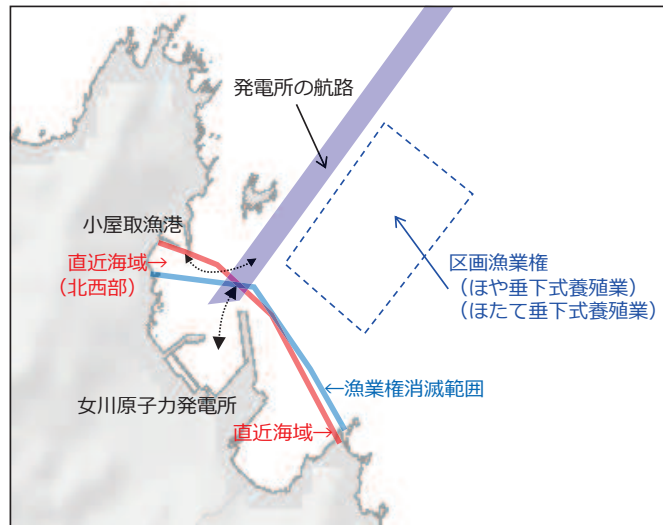 発電所の航路
小屋取漁港
直近海域→
(北西部)
区画漁業権
(ほや垂下式養殖業)
(ほたて垂下式養殖業)
女川原子力発電所
←漁業権消滅範囲
直近海域→